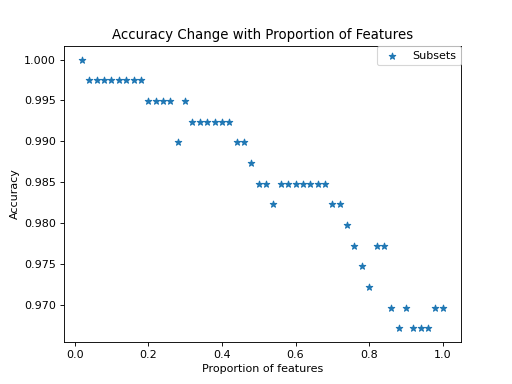 Accuracy Change with Proportion of Features
Subsets
1.000
0.995
0.990
0.985
0.980
0.975
0.970
Accuracy
0.0 0.2 0.4 0.6 0.8 1.0
Proportion of features